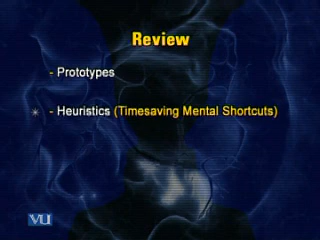 Review
- Prototypes
- Heuristics (Timesaving Mental Shortcuts)
VU